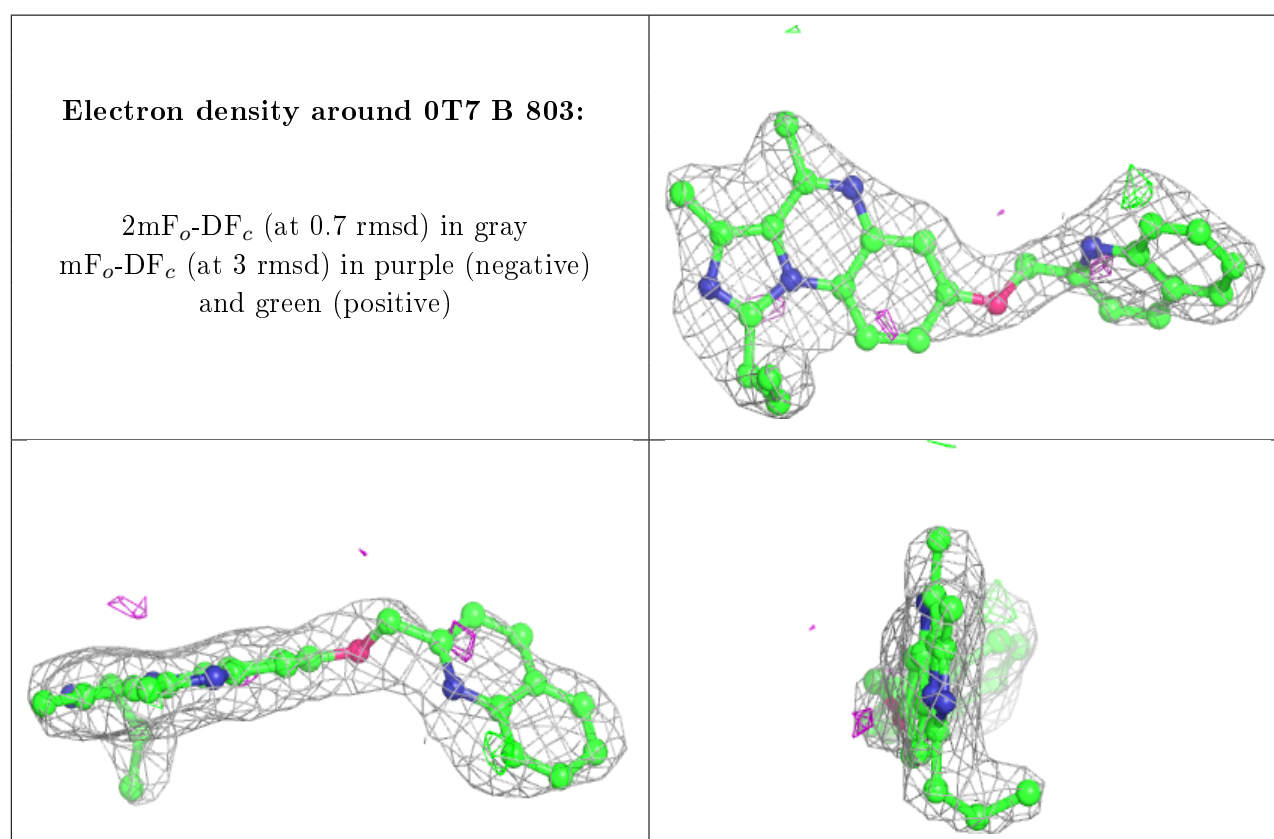 Electron density around 0T7 B 803:
2mFₒ-DF𝒸 (at 0.7 rmsd) in gray
mFₒ-DF𝒸 (at 3 rmsd) in purple (negative)
and green (positive)